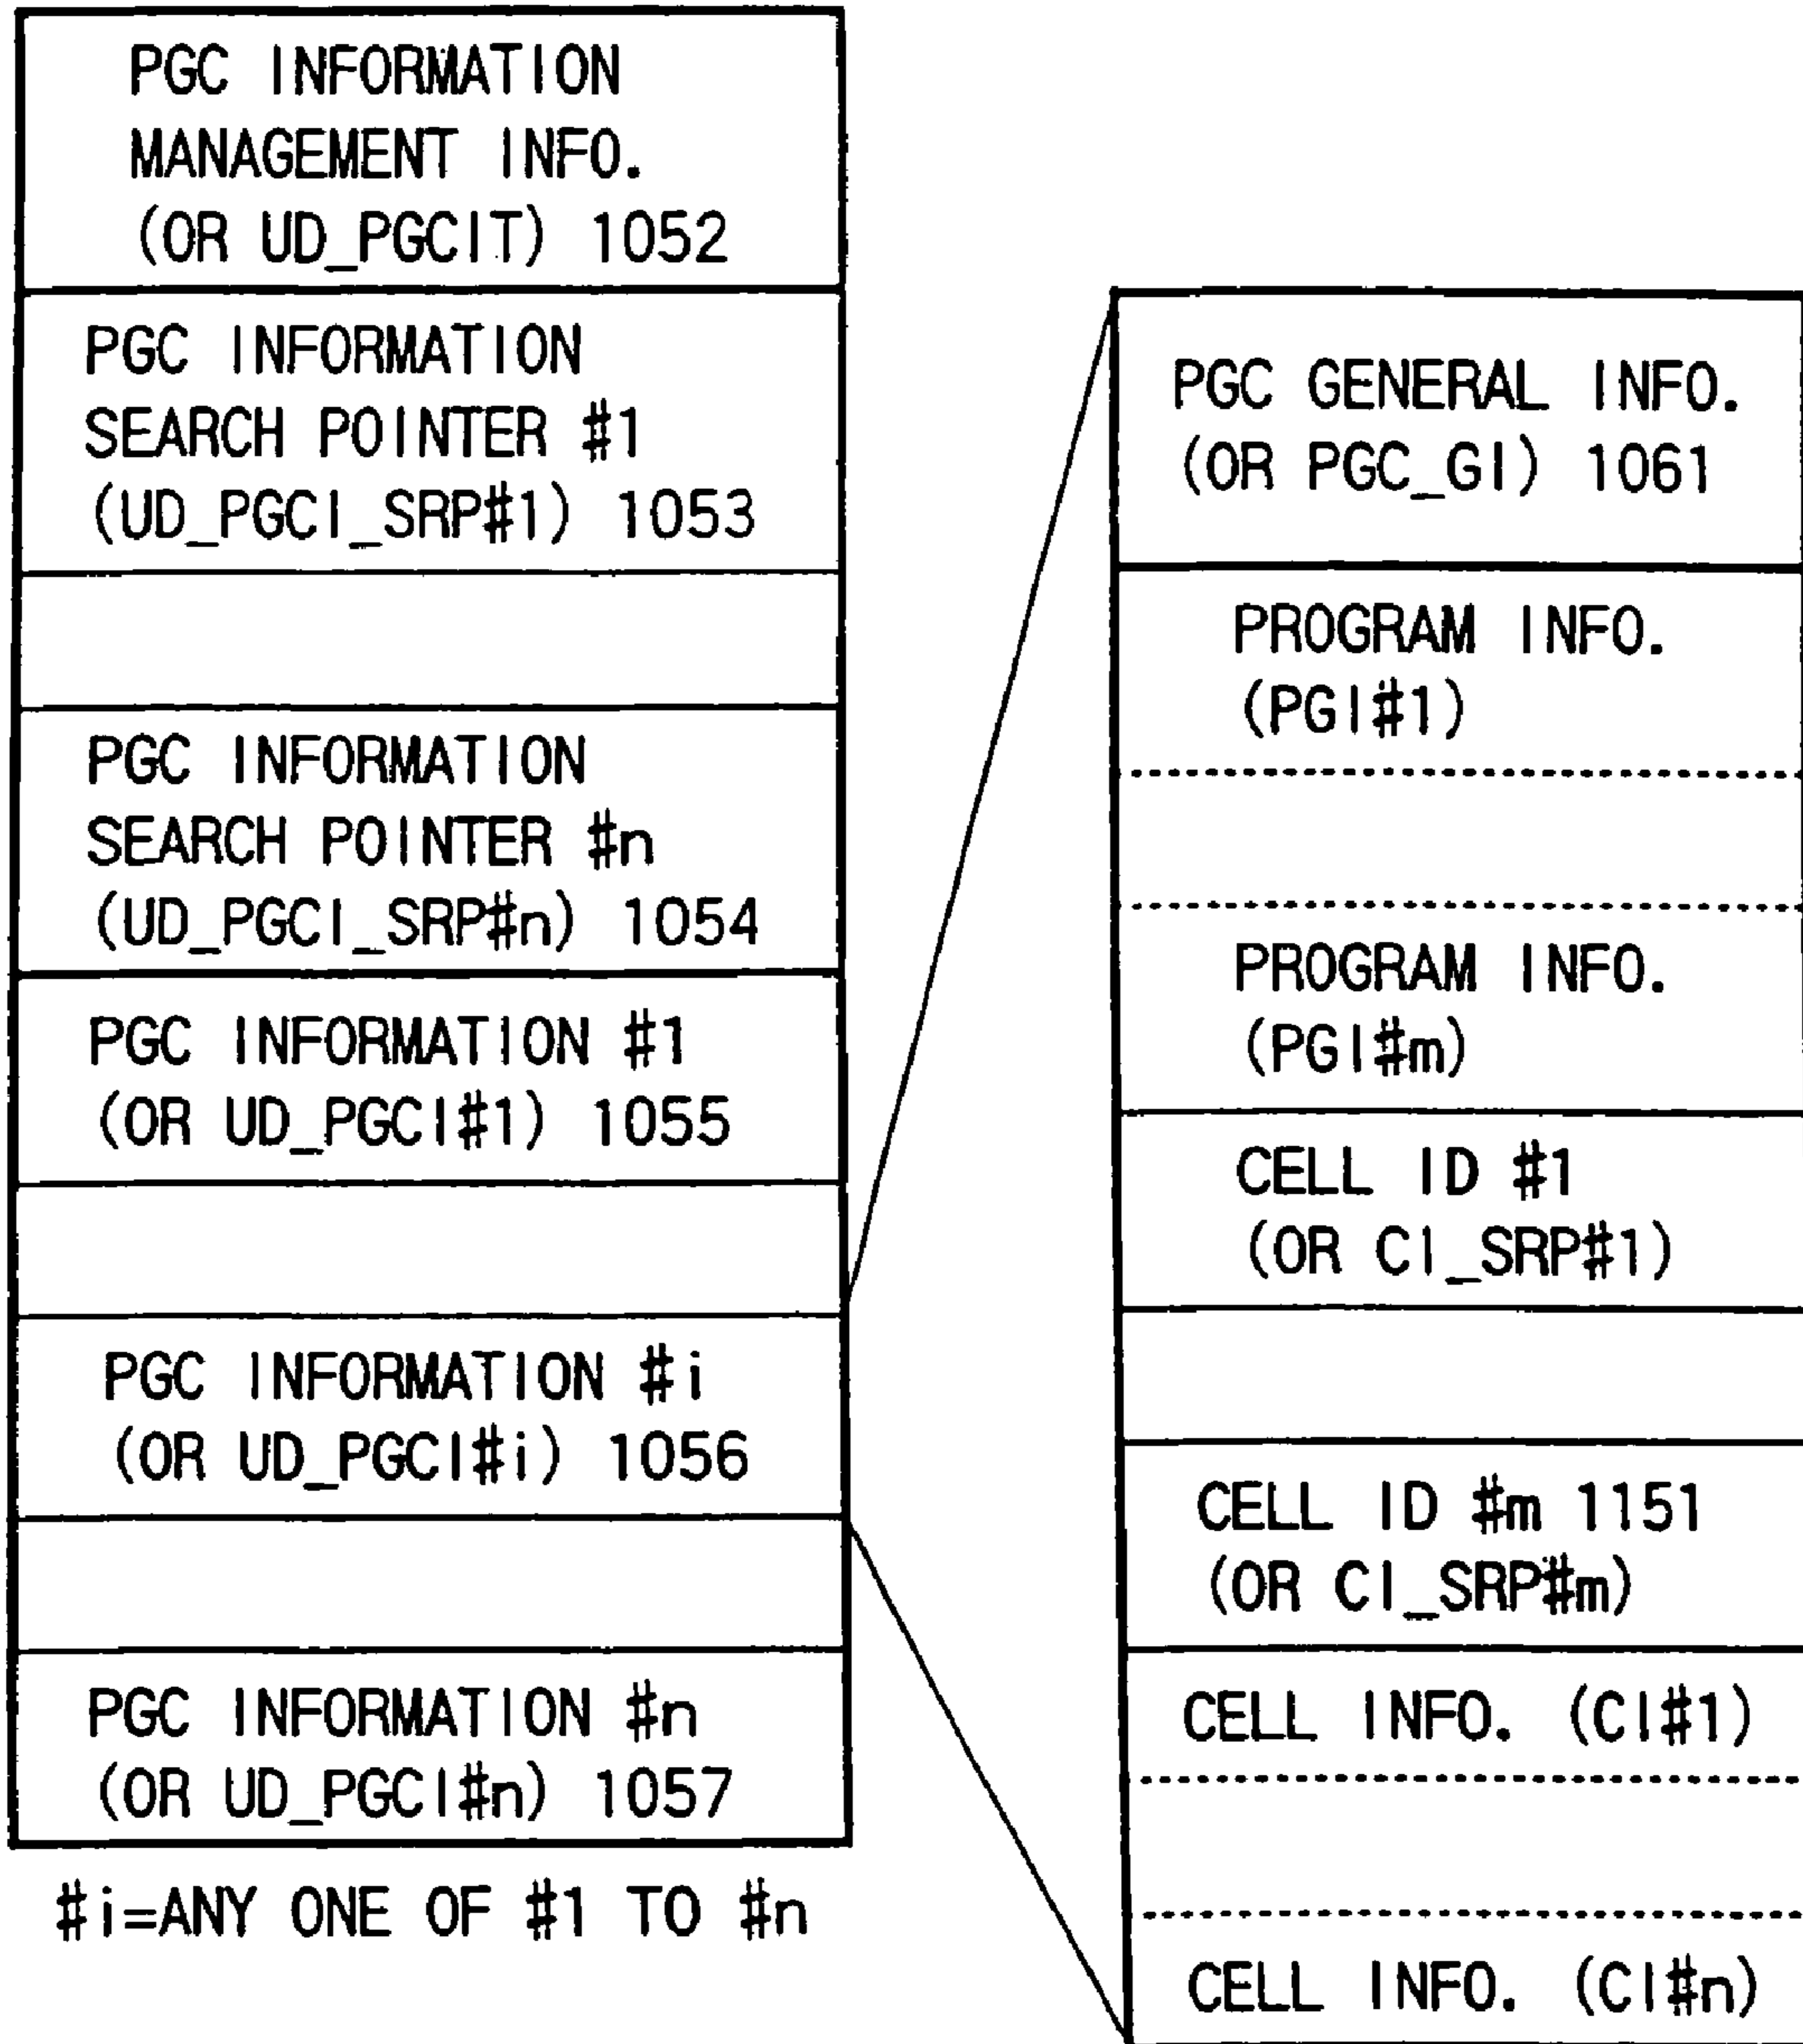 PGC INFORMATION
MANAGEMENT INFO.
(OR UD_PGCIT) 1052
PGC INFORMATION
SEARCH POINTER #1
(UD_PGCI_SRP#1) 1053
PGC INFORMATION
SEARCH POINTER #n
(UD_PGCI_SRP#n) 1054
PGC INFORMATION #1
(OR UD_PGCI#1) 1055
PGC INFORMATION #i
(OR UD_PGCI#i) 1056
PGC INFORMATION #n
(OR UD_PGCI#n) 1057
#i=ANY ONE OF #1 TO #n
PGC GENERAL INFO.
(OR PGC_GI) 1061
PROGRAM INFO.
(PGI#1)
PROGRAM INFO.
(PGI#m)
CELL ID #1
(OR CI_SRP#1)
CELL ID #m 1151
(OR CI_SRP#m)
CELL INFO. (CI#1)
CELL INFO. (CI#n)